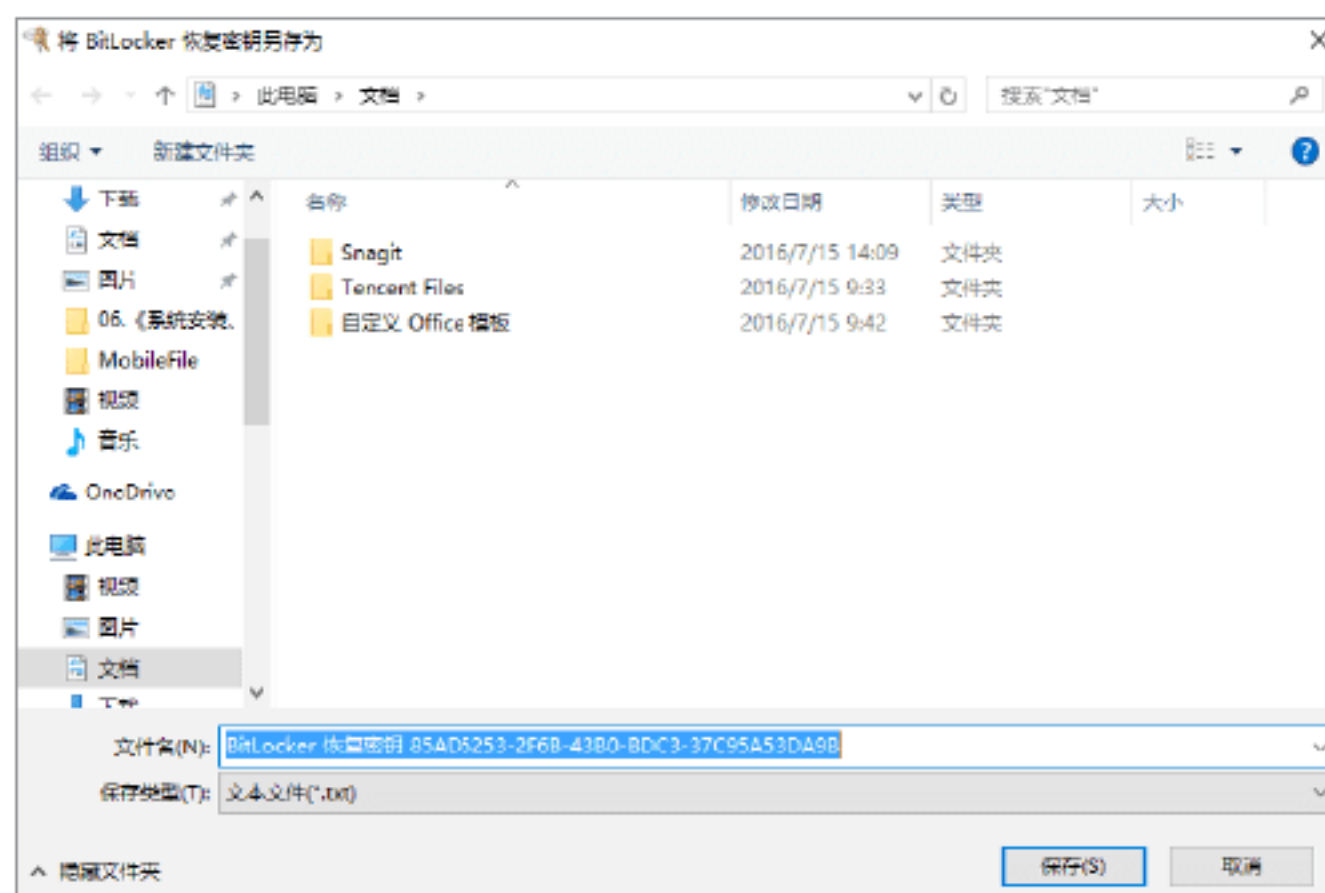 将 BitLocker 恢复密钥另存为
此电脑 > 文档 >
搜索"文档"
组织
新建文件夹
名称 修改日期 类型 大小
下载
文档
图片
06.《系统安装、
MobileFile
视频
音乐
OneDrive
此电脑
视频
图片
文档
下载
Snagit 2016/7/15 14:09 文件夹
Tencent Files 2016/7/15 9:33 文件夹
自定义 Office 模板 2016/7/15 9:42 文件夹
文件名(N): BitLocker 恢复密钥 85AD5253-2F6B-43B0-BDC3-37C95A53DA9B
保存类型(T): 文本文件(*.txt)
隐藏文件夹
保存(S)
取消